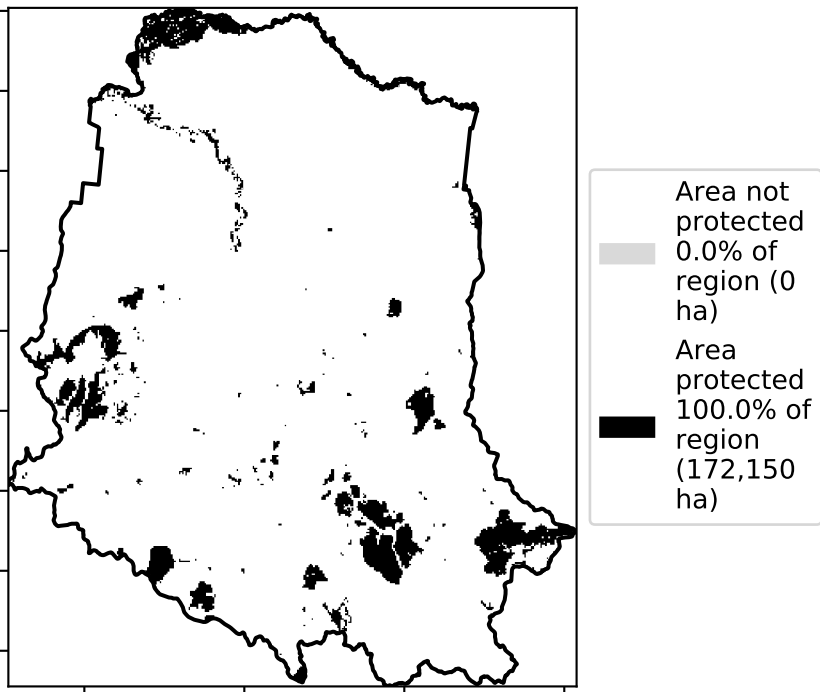 Area not
protected
0.0% of
region (0
ha)
Area
protected
100.0% of
region
(172,150
ha)